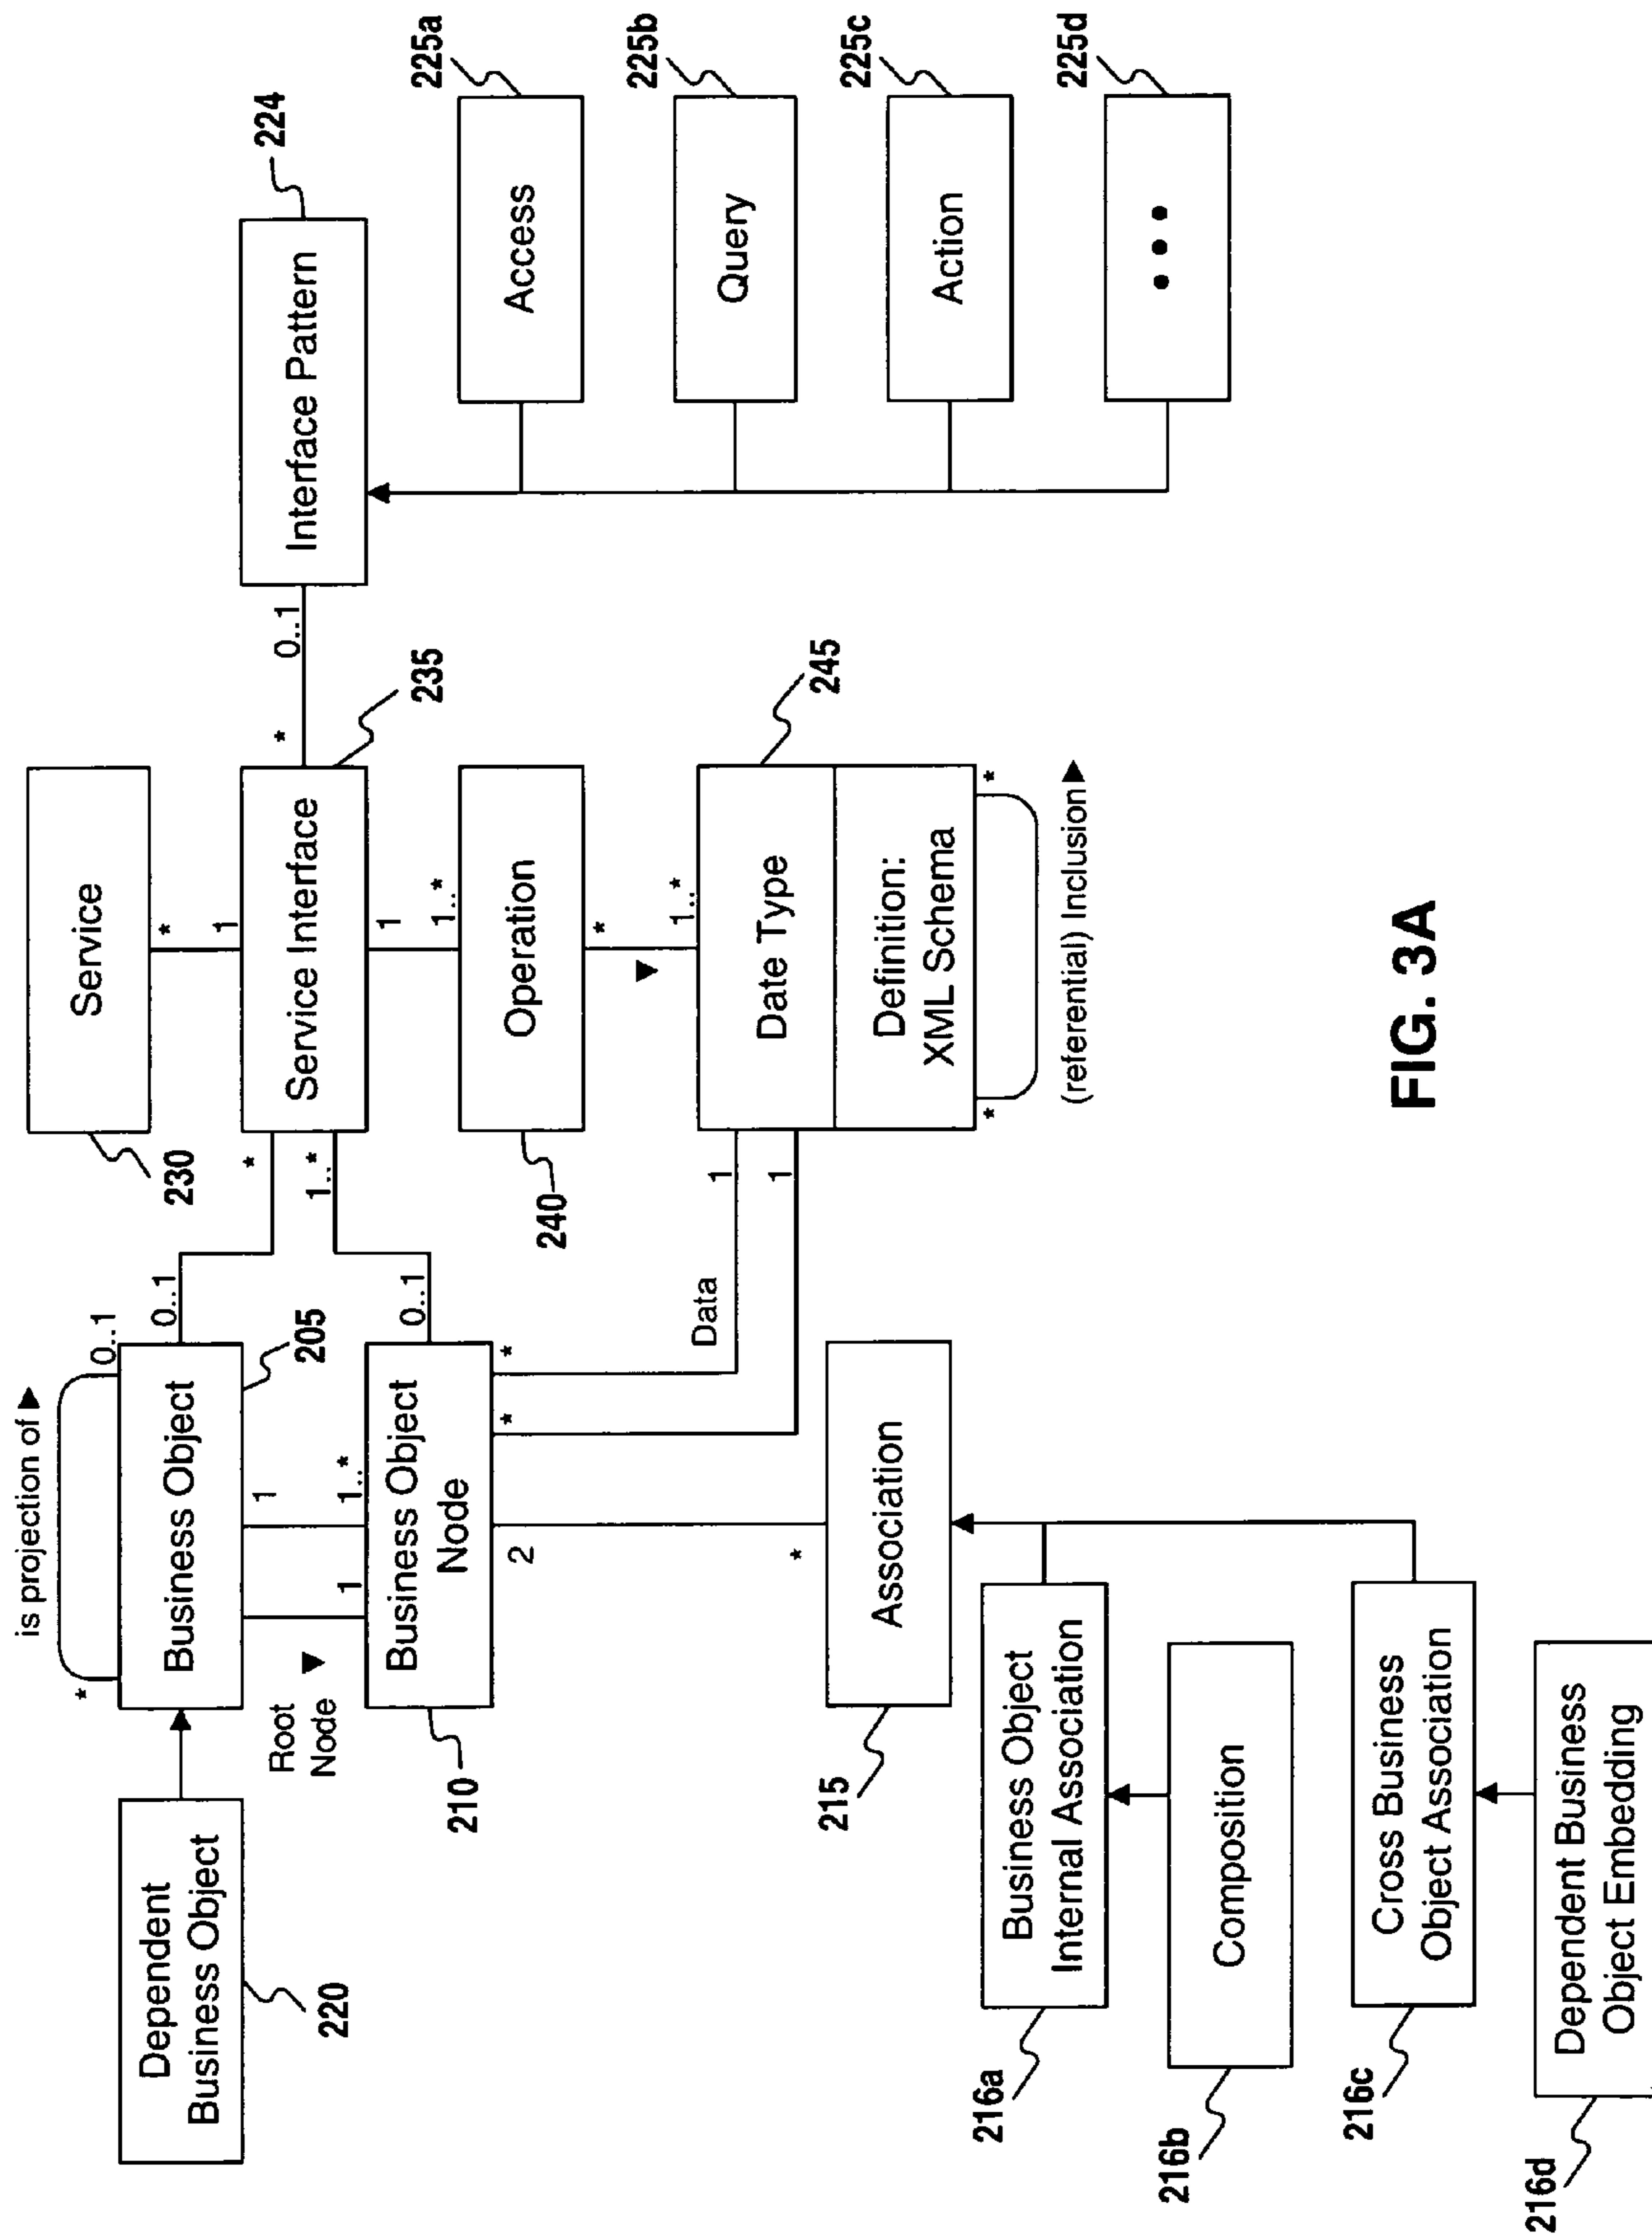 is projection of ▶
* 0..1
Dependent
Business Object
220
Business Object
205
0..1
*
Service
230
*
1
Service Interface
235
*
0..1
Interface Pattern
224
Root
Node ▼
1
1
1..*
Business Object
Node
210
0..1
1..*
1
1..*
Operation
240
*
▼
1..*
Access
225a
Query
225b
Action
225c
• • •
225d
*
*
Data
1
1
Date Type
245
Definition:
XML Schema
*
*
(referential) Inclusion ▶
2
*
Association
215
Business Object
Internal Association
216a
Composition
216b
Cross Business
Object Association
216c
Dependent Business
Object Embedding
216d
FIG. 3A